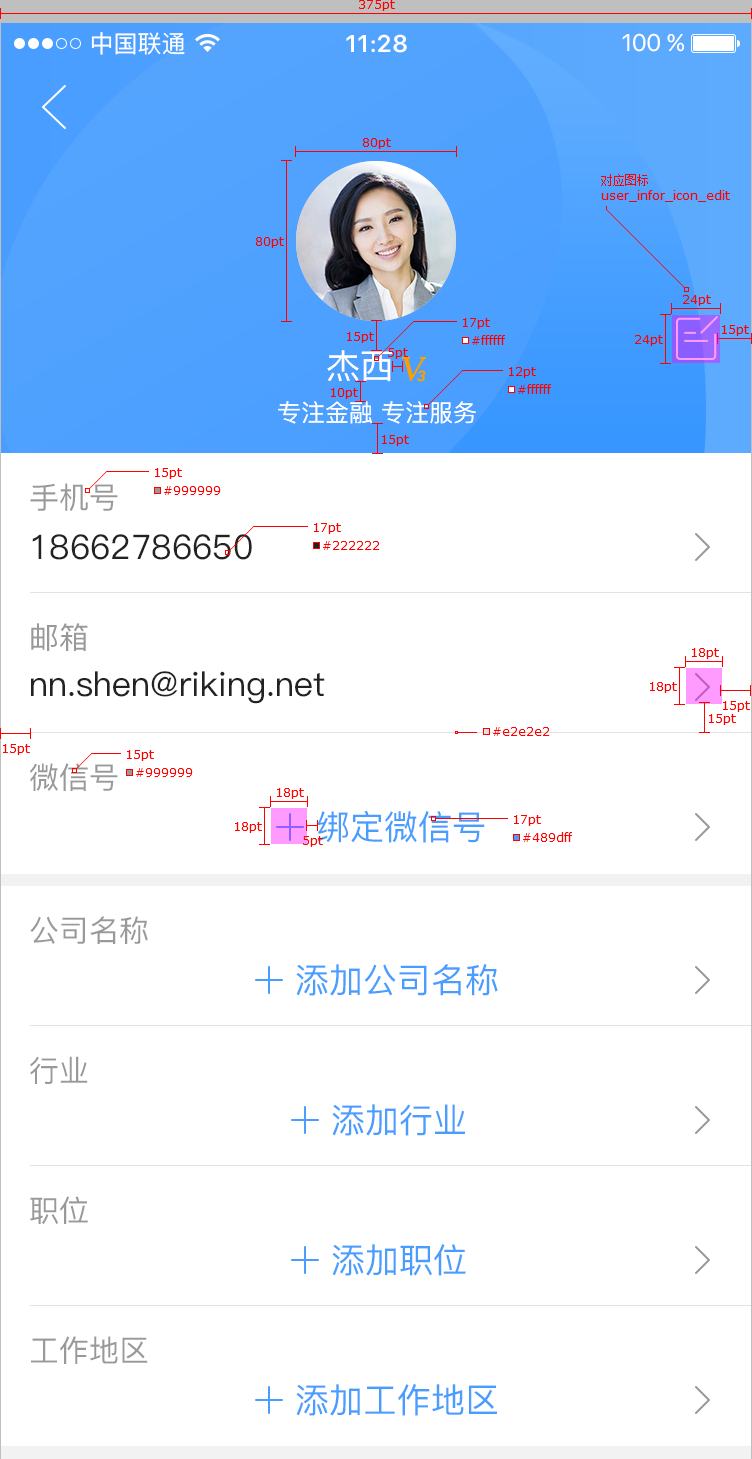 375pt
中国联通 11:28 100 %
80pt
对应图标
user_infor_icon_edit
80pt
24pt
17pt
15pt
#ffffff
24pt
15pt
5pt
杰西 V3
12pt
#ffffff
10pt
专注金融 专注服务
15pt
15pt
手机号
#999999
17pt
18662786650
#222222
邮箱
18pt
nn.shen@riking.net
18pt
15pt
15pt
#e2e2e2
15pt
15pt
微信号
#999999
18pt
18pt
绑定微信号
17pt
5pt
#489dff
公司名称
添加公司名称
行业
添加行业
职位
添加职位
工作地区
添加工作地区